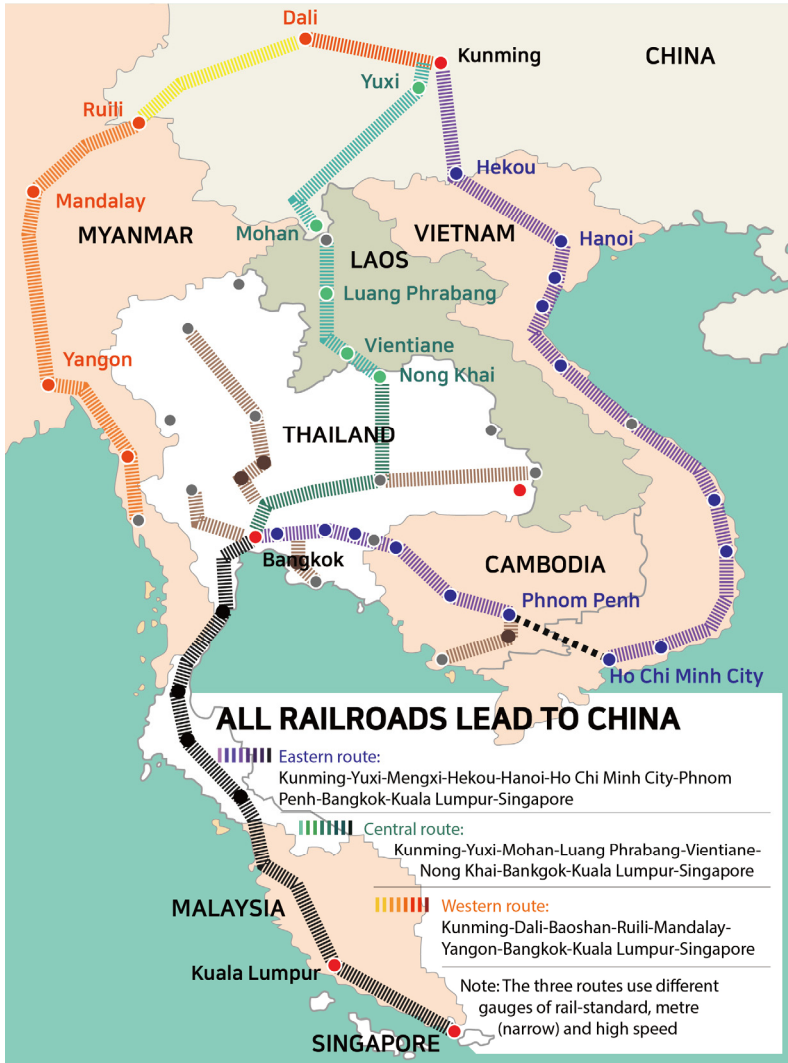 Dali
Kunming
CHINA
Yuxi
Ruili
Hekou
Mandalay
MYANMAR
Mohan
VIETNAM
Hanoi
LAOS
Luang Phrabang
Vientiane
Yangon
Nong Khai
THAILAND
Bangkok
CAMBODIA
Phnom Penh
Ho Chi Minh City
ALL RAILROADS LEAD TO CHINA
Eastern route:
Kunming-Yuxi-Mengxi-Hekou-Hanoi-Ho Chi Minh City-Phnom
Penh-Bangkok-Kuala Lumpur-Singapore
Central route:
Kunming-Yuxi-Mohan-Luang Phrabang-Vientiane-
Nong Khai-Bankgok-Kuala Lumpur-Singapore
Western route:
Kunming-Dali-Baoshan-Ruili-Mandalay-
Yangon-Bangkok-Kuala Lumpur-Singapore
Note: The three routes use different
gauges of rail-standard, metre
(narrow) and high speed
MALAYSIA
Kuala Lumpur
SINGAPORE